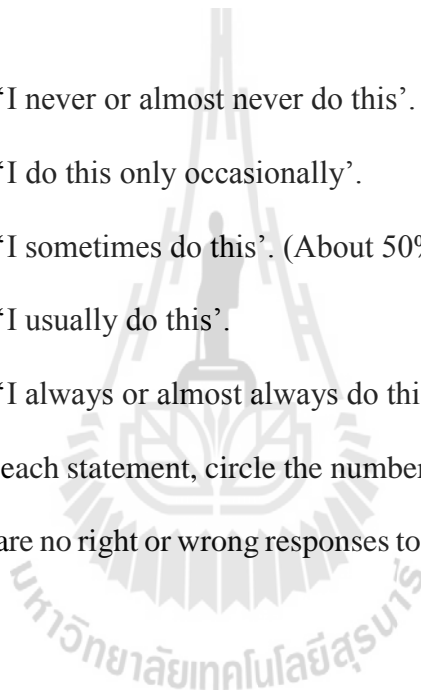 ‘I never or almost never do this’.
‘I do this only occasionally’.
‘I sometimes do this’. (About 50%
‘I usually do this’.
‘I always or almost always do thi
each statement, circle the number
are no right or wrong responses to
มหาวิทยาลัยเทคโนโลยีสุรนารี